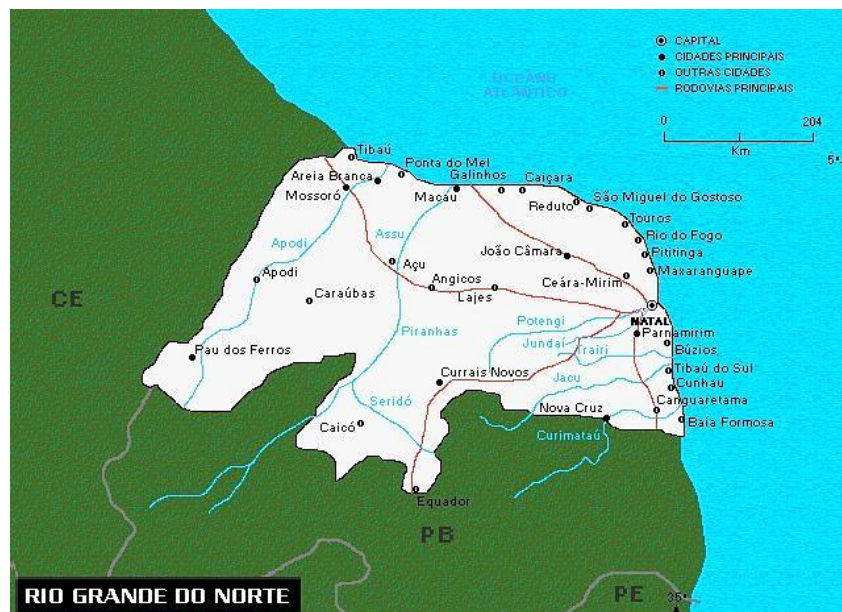 OCEANO
ATLÂNTICO
CAPITAL
CIDADES PRINCIPAIS
OUTRAS CIDADES
RODOVIAS PRINCIPAIS
0
204
Km
5º
Tibaú
Ponta do Mel
Areia Branca
Galinhos
Caiçara
Mossoró
Macau
Reduto
São Miguel do Gostoso
Touros
Apodi
Assu
Rio do Fogo
João Câmara
Pititinga
Açu
Maxaranguape
Apodi
Angicos
Ceára-Mirim
Lajes
CE
Caraúbas
Potengi
NATAL
Piranhas
Parnamirim
Jundaí
Trairi
Búzios
Pau dos Ferros
Tibaú do Sul
Currais Novos
Jacu
Cunhau
Seridó
Nova Cruz
Canguaretama
Caicó
Baía Formosa
Curimataú
Equador
PB
RIO GRANDE DO NORTE
PE
35º